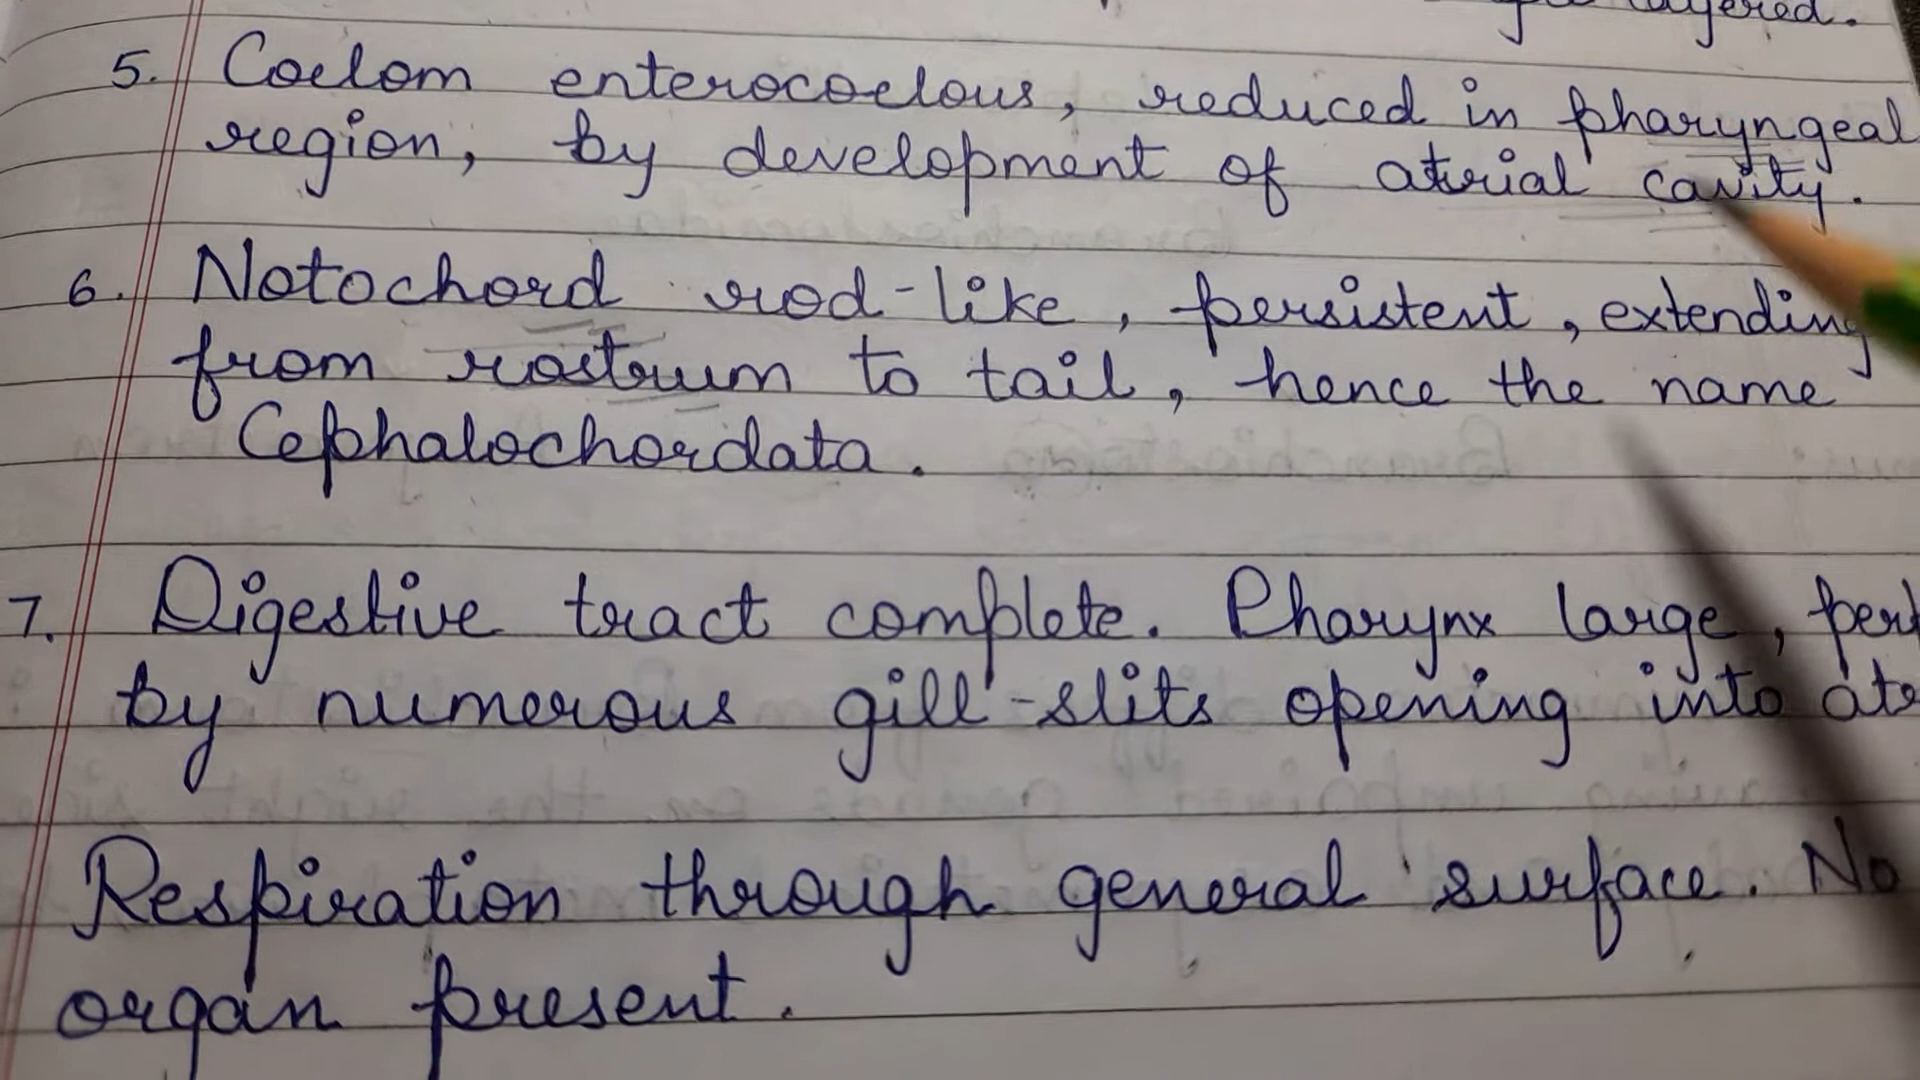 layered.
5. Coelom enterocoelous, reduced in pharyngeal
region, by development of atrial cavity.
6. Notochord rod-like, persistent, extending
from rostrum to tail, hence the name
Cephalochordata.
7. Digestive tract complete. Pharynx large,
by numerous gill-slits opening into
Respiration through general surface. No
organ present.